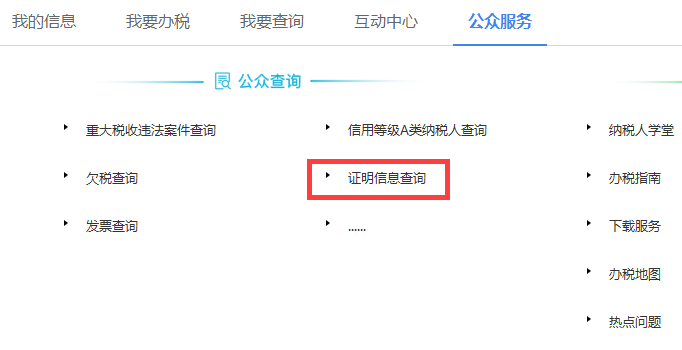 我的信息 我要办税 我要查询 互动中心 公众服务
公众查询
重大税收违法案件查询 信用等级A类纳税人查询 纳税人学堂
欠税查询 证明信息查询 办税指南
发票查询 ...... 下载服务
办税地图
热点问题